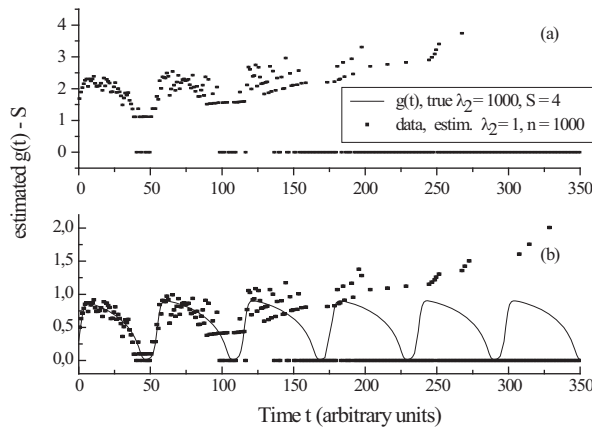 4
(a)
3
2
1
0
g(t), true λ2 = 1000, S = 4
data, estim. λ2 = 1, n = 1000
0 50 100 150 200 250 300 350
estimated g(t) - S
2,0
(b)
1,5
1,0
0,5
0,0
0 50 100 150 200 250 300 350
Time t (arbitrary units)